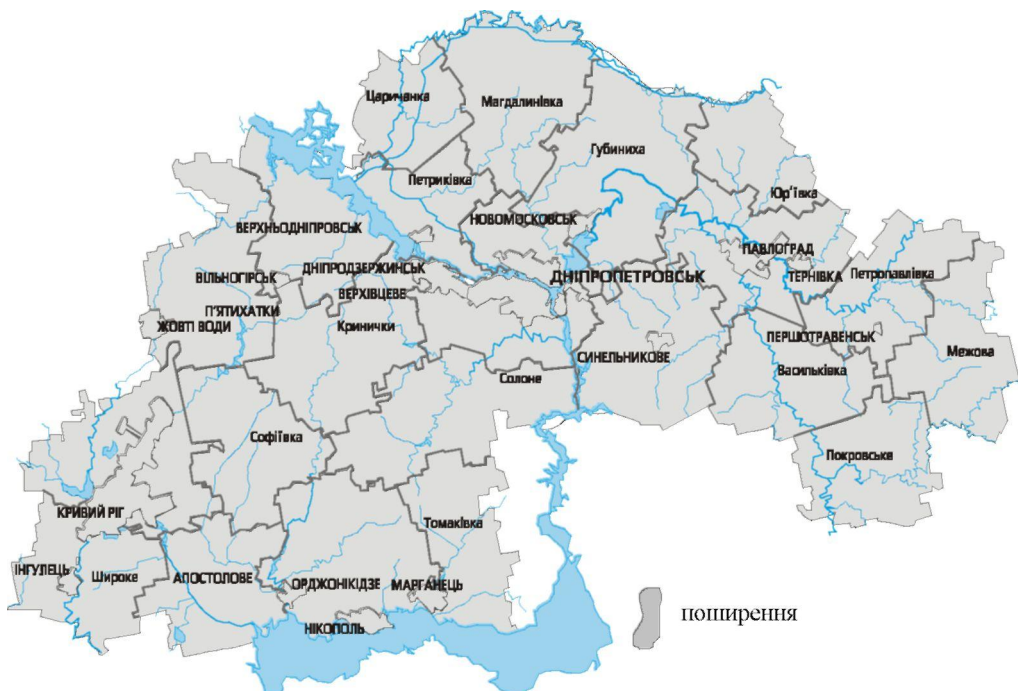 Царичанка
Магдалинівка
Губиниха
Петриківка
Юр'ївка
НОВОМОСКОВСЬК
ВЕРХНЬОДНІПРОВСЬК
ПАВЛОГРАД
ДНІПРОДЗЕРЖИНСЬК
ДНІПРОПЕТРОВСЬК
ВІЛЬНОГІРСЬК
ТЕРНІВКА
Петропавлівка
ВЕРХІВЦЕВЕ
П'ЯТИХАТКИ
ЖОВТІ ВОДИ
Кринички
ПЕРШОТРАВЕНСЬК
Межова
СИНЕЛЬНИКОВЕ
Васильківка
Солоне
Софіївка
Покровське
КРИВИЙ РІГ
Томаківка
ІНГУЛЕЦЬ
Широке
АПОСТОЛОВЕ
ОРДЖОНІКІДЗЕ
МАРГАНЕЦЬ
поширення
НІКОПОЛЬ